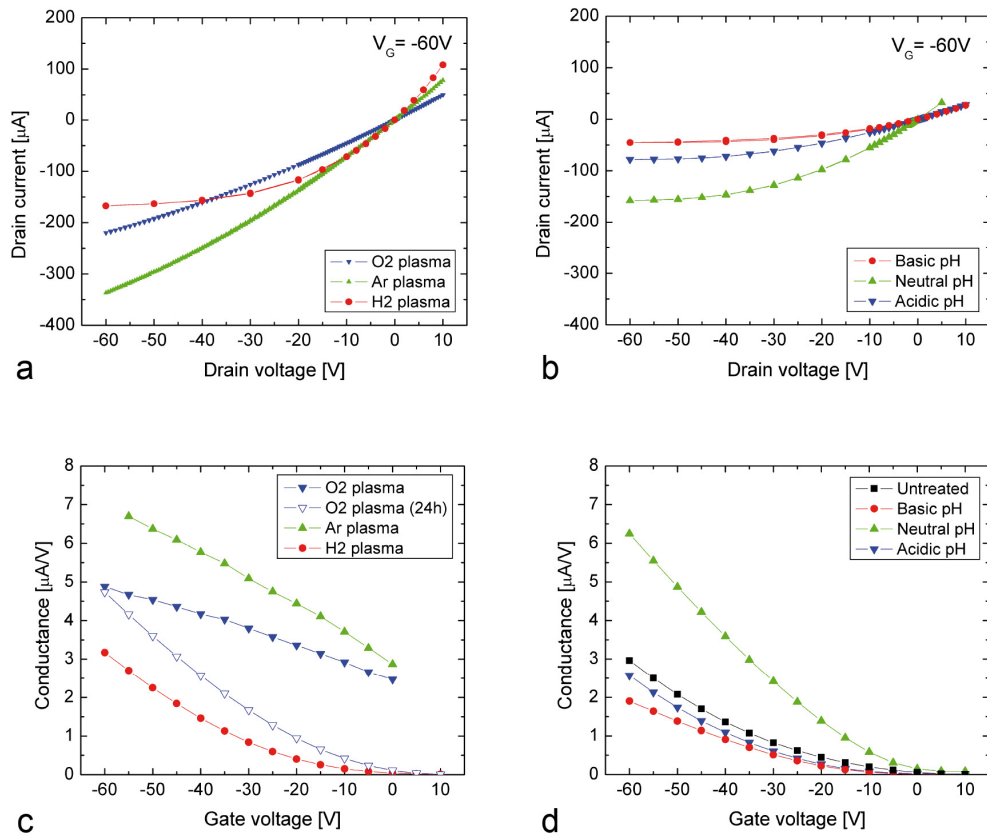 200
100
0
-100
-200
-300
-400
Drain current [µA]
V_G= -60V
O2 plasma
Ar plasma
H2 plasma
-60 -50 -40 -30 -20 -10 0 10
Drain voltage [V]
a
200
100
0
-100
-200
-300
-400
Drain current [µA]
V_G= -60V
Basic pH
Neutral pH
Acidic pH
-60 -50 -40 -30 -20 -10 0 10
Drain voltage [V]
b
8
7
6
5
4
3
2
1
0
Conductance [µA/V]
O2 plasma
O2 plasma (24h)
Ar plasma
H2 plasma
-60 -50 -40 -30 -20 -10 0 10
Gate voltage [V]
c
8
7
6
5
4
3
2
1
0
Conductance [µA/V]
Untreated
Basic pH
Neutral pH
Acidic pH
-60 -50 -40 -30 -20 -10 0 10
Gate voltage [V]
d